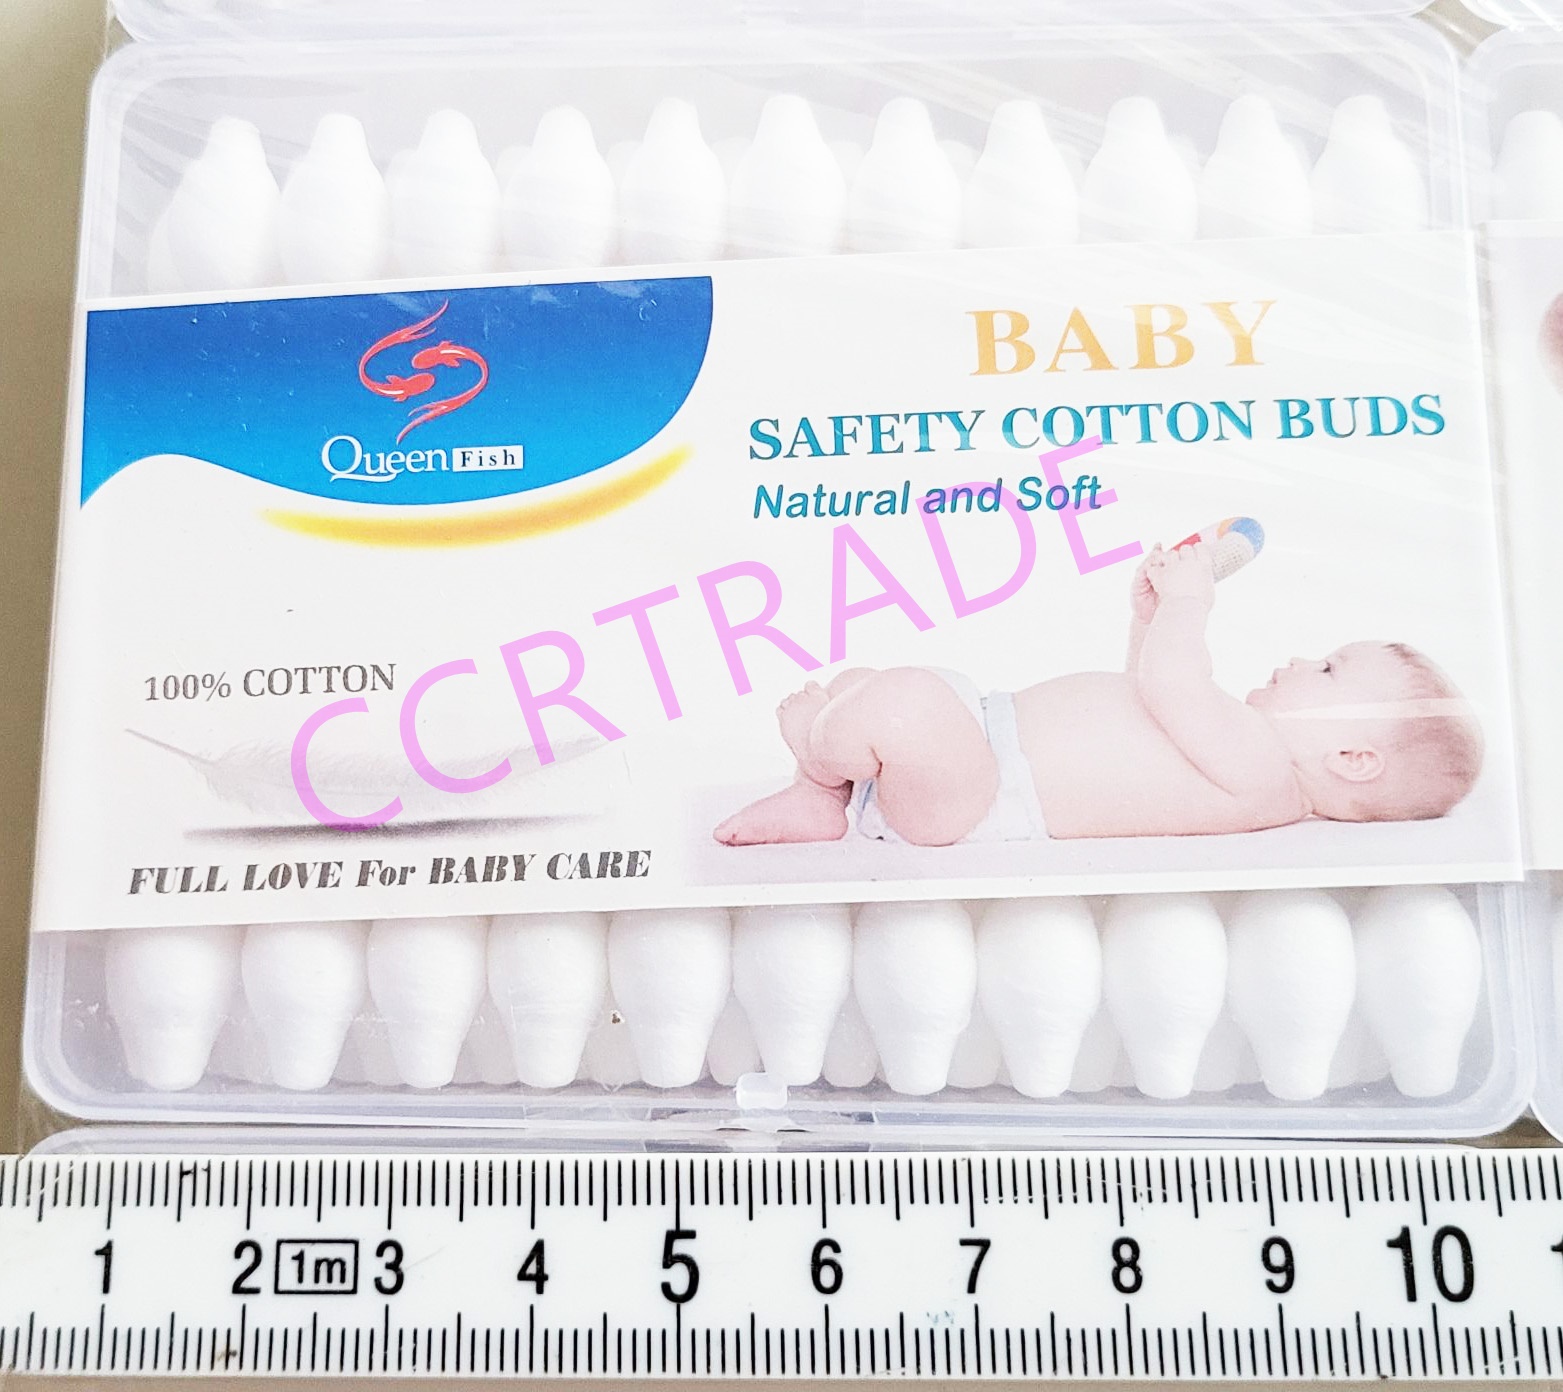 BABY
SAFETY COTTON BUDS
Natural and Soft
Queen Fish
100% COTTON
FULL LOVE For BABY CARE
CCRTRADE
1 2 1m 3 4 5 6 7 8 9 10